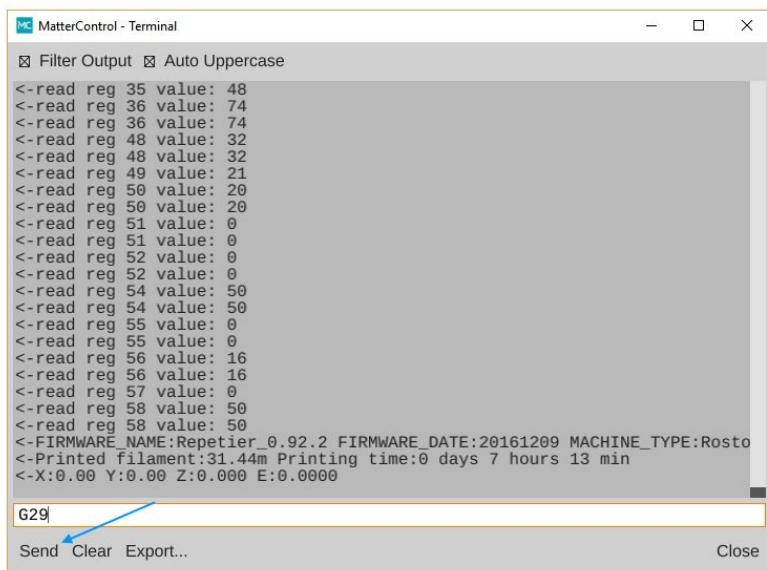 MC MatterControl - Terminal
Filter Output Auto Uppercase
<-read reg 35 value: 48
<-read reg 36 value: 74
<-read reg 36 value: 74
<-read reg 48 value: 32
<-read reg 48 value: 32
<-read reg 49 value: 21
<-read reg 50 value: 20
<-read reg 50 value: 20
<-read reg 51 value: 0
<-read reg 51 value: 0
<-read reg 52 value: 0
<-read reg 52 value: 0
<-read reg 54 value: 50
<-read reg 54 value: 50
<-read reg 55 value: 0
<-read reg 55 value: 0
<-read reg 56 value: 16
<-read reg 56 value: 16
<-read reg 57 value: 0
<-read reg 58 value: 50
<-read reg 58 value: 50
<-FIRMWARE_NAME:Repetier_0.92.2 FIRMWARE_DATE:20161209 MACHINE_TYPE:Rosto
<-Printed filament:31.44m Printing time:0 days 7 hours 13 min
<-X:0.00 Y:0.00 Z:0.000 E:0.0000
G29
Send Clear Export... Close